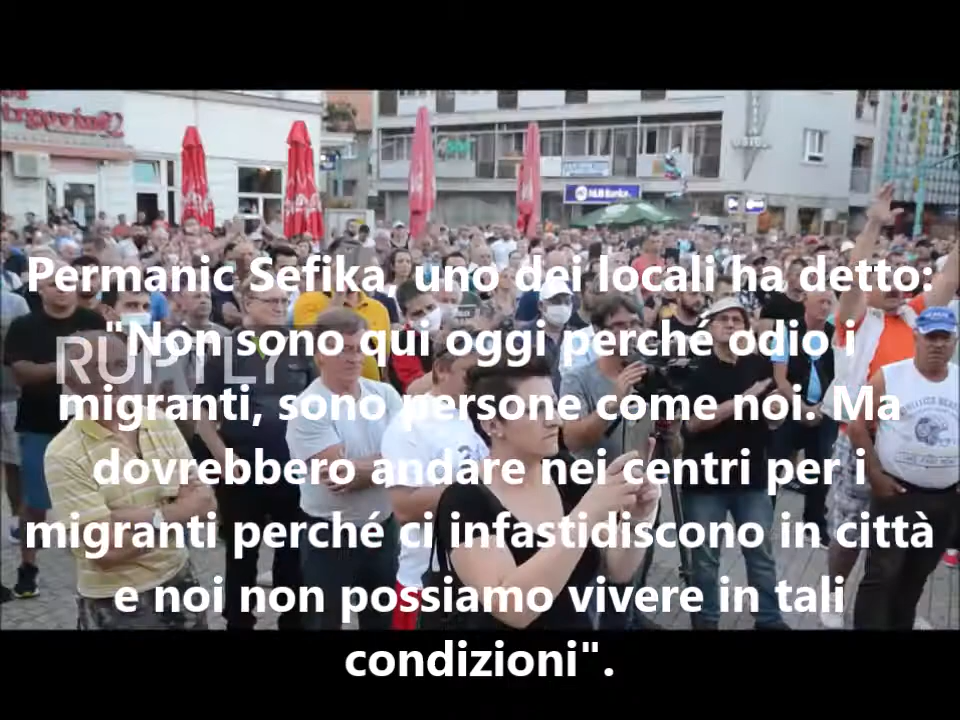 trgovina2
NLB Banka
Permanic Sefika, uno dei locali ha detto:
"Non sono qui oggi perché odio i
RUPTLY
migranti, sono persone come noi. Ma
dovrebbero andare nei centri per i
migranti perché ci infastidiscono in città
e noi non possiamo vivere in tali
condizioni".